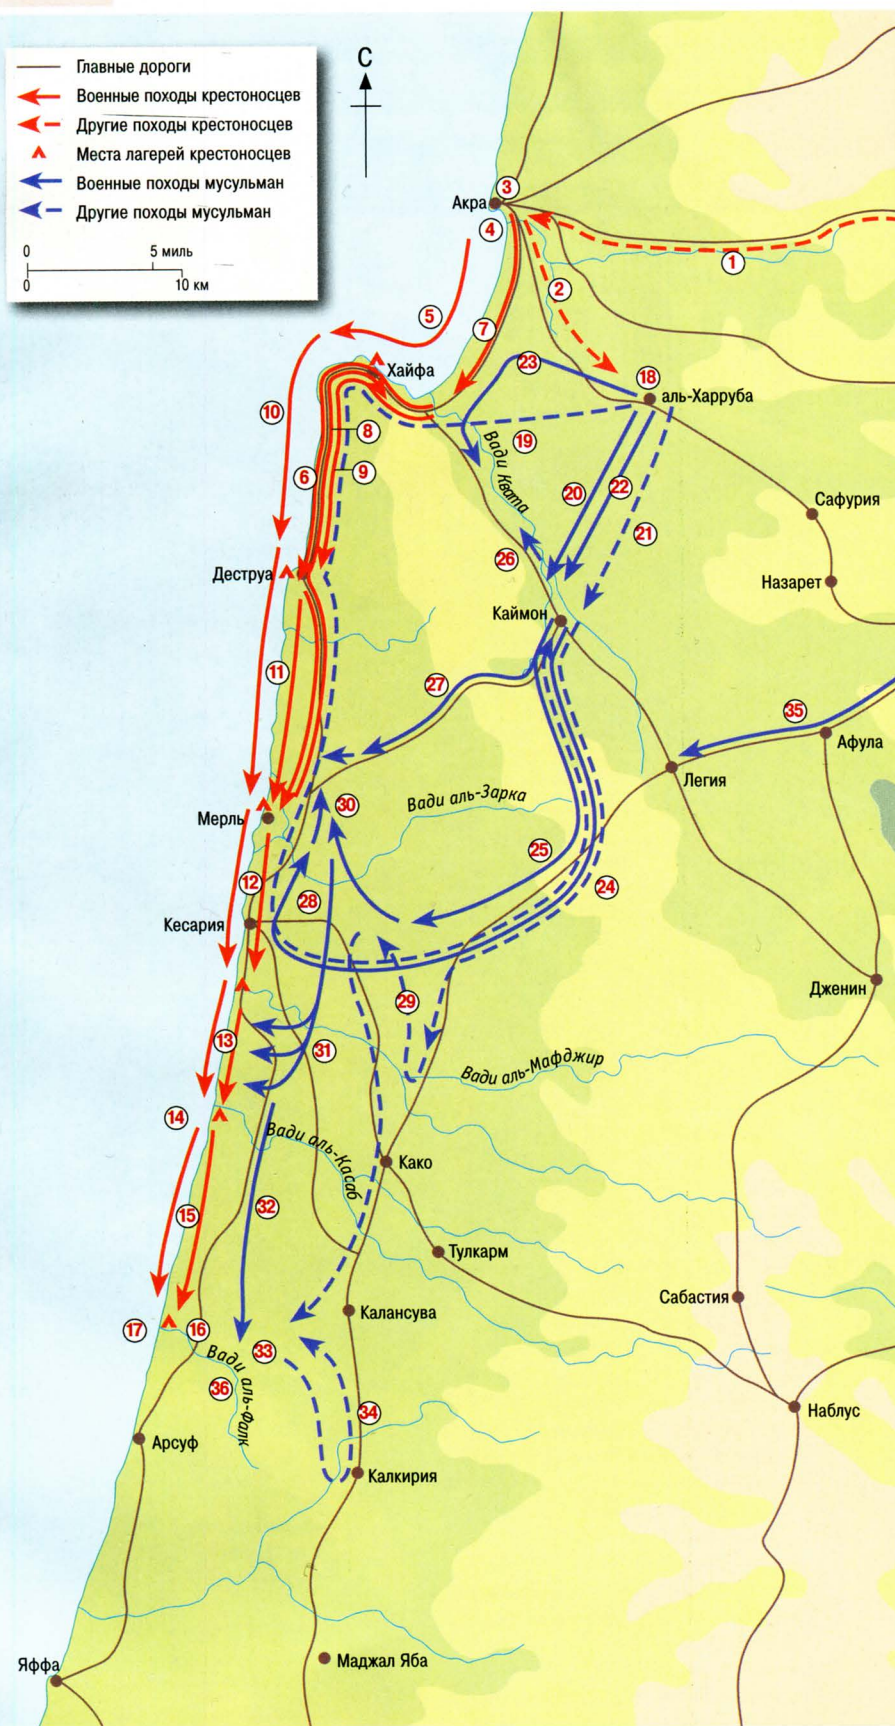 Главные дороги
Военные походы крестоносцев
Другие походы крестоносцев
Места лагерей крестоносцев
Военные походы мусульман
Другие походы мусульман
0 5 миль
0 10 км
С
3
Акра
4
1
2
5
7
23
Хайфа
18
аль-Харруба
10
8
19
Вади Квата
9
6
20
22
Сафурия
21
26
Деструа
Назарет
Каймон
11
27
35
Афула
Легия
30
Вади аль-Зарка
Мерль
25
12
24
28
Кесария
Дженин
29
13
31
Вади аль-Мафджир
14
Вади аль-Касаб
Како
15
32
Тулкарм
Сабастия
Калансува
17
16
33
Вади аль-Фалк
36
34
Наблус
Арсуф
Калкирия
Яффа
Маджал Яба